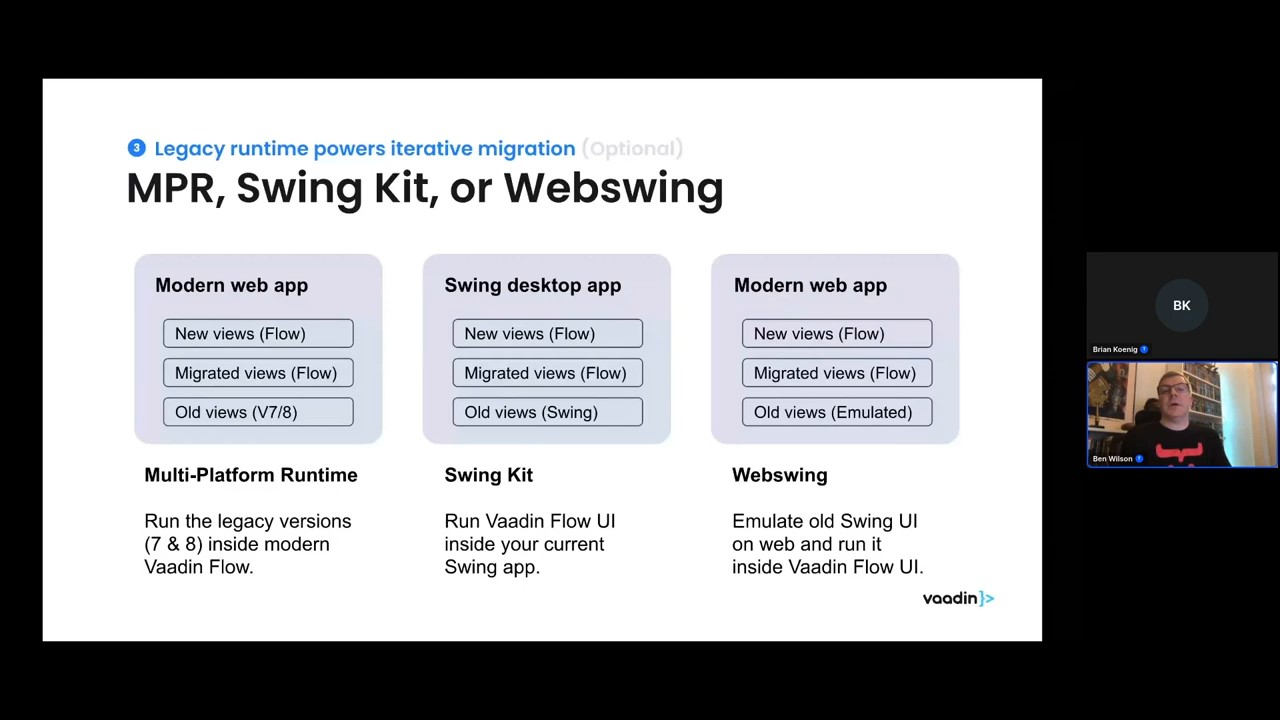 3 Legacy runtime powers iterative migration (Optional)
MPR, Swing Kit, or Webswing
Modern web app
New views (Flow)
Migrated views (Flow)
Old views (V7/8)
Multi-Platform Runtime
Run the legacy versions
(7 & 8) inside modern
Vaadin Flow.
Swing desktop app
New views (Flow)
Migrated views (Flow)
Old views (Swing)
Swing Kit
Run Vaadin Flow UI
inside your current
Swing app.
Modern web app
New views (Flow)
Migrated views (Flow)
Old views (Emulated)
Webswing
Emulate old Swing UI
on web and run it
inside Vaadin Flow UI.
vaadin}>
BK
Brian Koenig
Ben Wilson